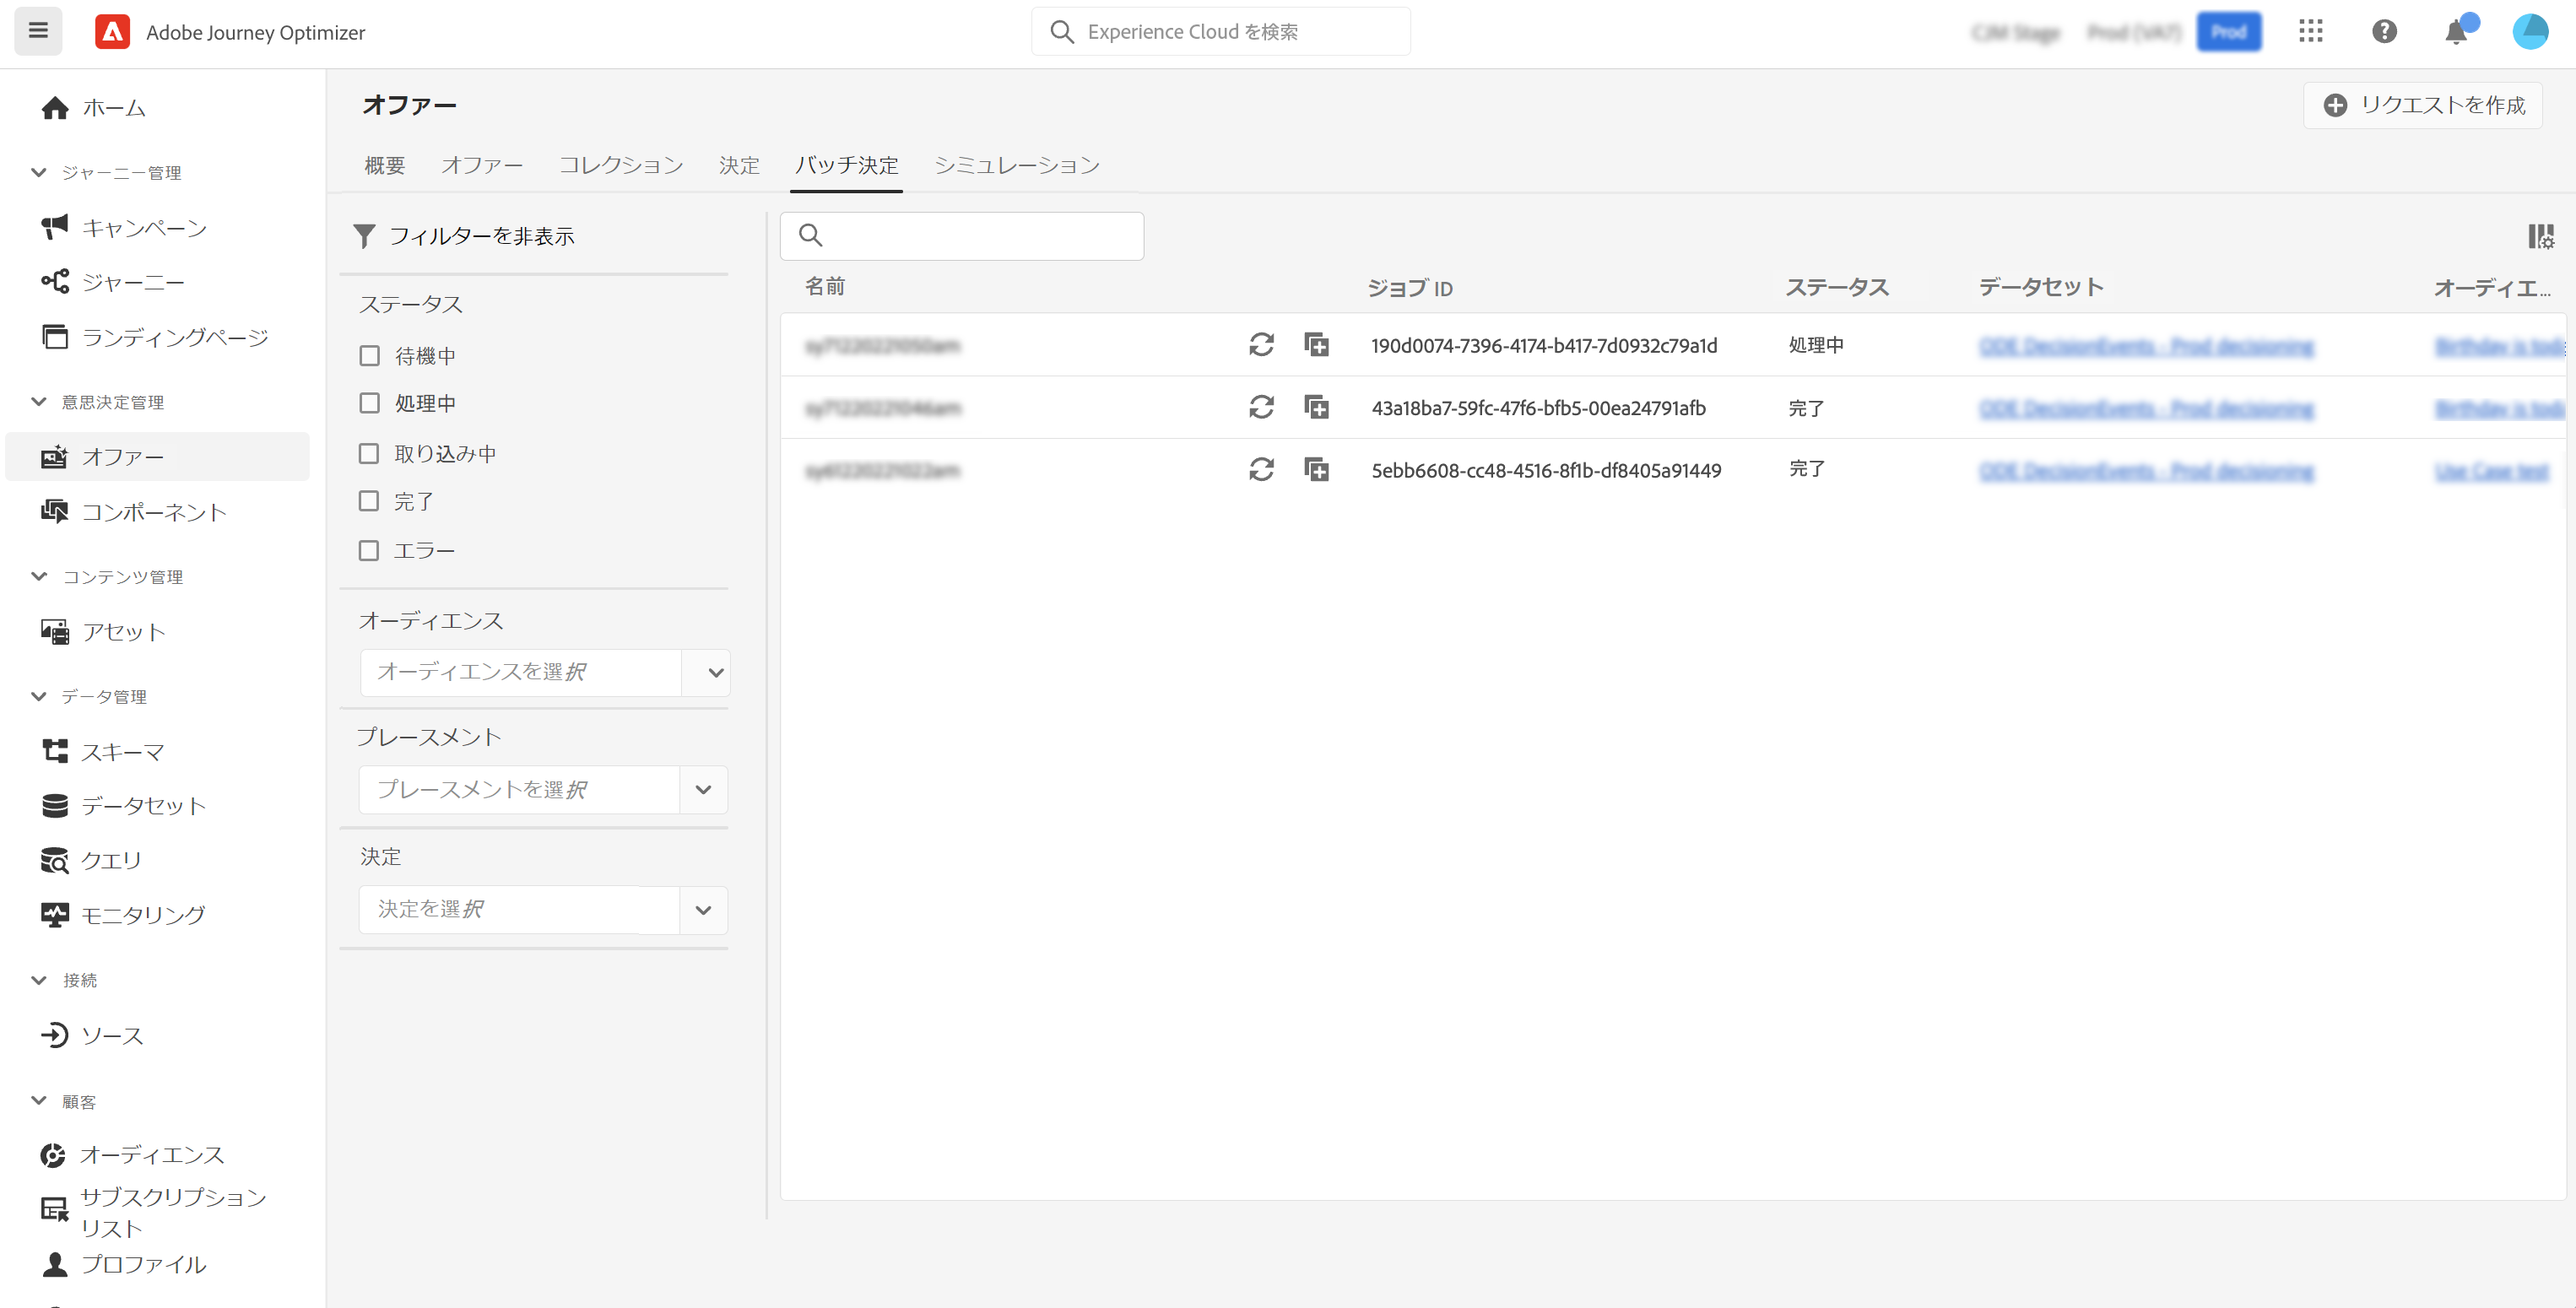 Adobe Journey Optimizer
Experience Cloud を検索
ホーム
ジャーニー管理
キャンペーン
ジャーニー
ランディングページ
意思決定管理
オファー
コンポーネント
コンテンツ管理
アセット
データ管理
スキーマ
データセット
クエリ
モニタリング
接続
ソース
顧客
オーディエンス
サブスクリプション
リスト
プロファイル
オファー
リクエストを作成
概要 オファー コレクション 決定 バッチ決定 シミュレーション
フィルターを非表示
ステータス
待機中
処理中
取り込み中
完了
エラー
オーディエンス
オーディエンスを選択
プレースメント
プレースメントを選択
決定
決定を選択
名前 ジョブ ID ステータス データセット オーディエ...
190d0074-7396-4174-b417-7d0932c79a1d 処理中
43a18ba7-59fc-47f6-bfb5-00ea24791afb 完了
5ebb6608-cc48-4516-8f1b-df8405a91449 完了